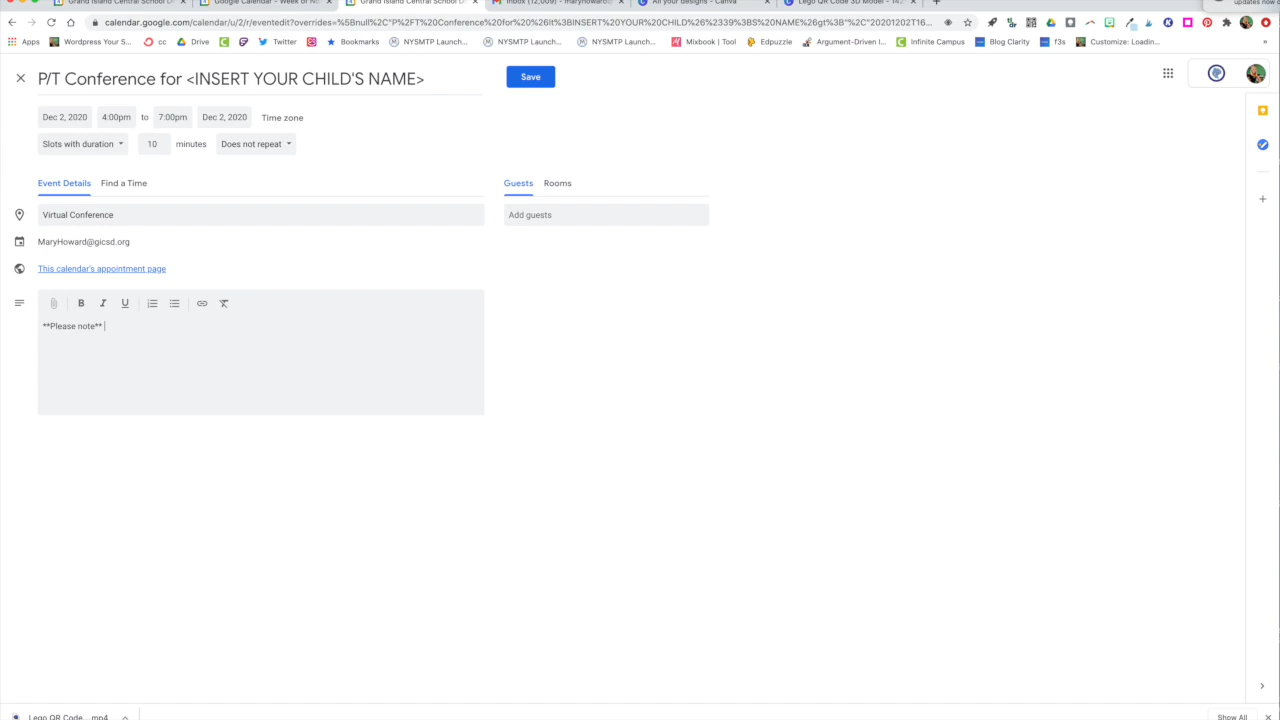 Grand Island Central School D
Google Calendar - Week of No
Grand Island Central School D
Inbox (12,009) - maryhoward@
All your designs - Canva
Lego QR Code 3D Model - 14.2
updates now
calendar.google.com/calendar/u/2/r/eventedit?overrides=%5Bnull%2C"P%2FT%20Conference%20for%20%26lt%3BINSERT%20YOUR%20CHILD%26%2339%3BS%20NAME%26gt%3B"%2C"20201202T16...
Apps
Wordpress Your S...
cc
Drive
Twitter
Bookmarks
NYSMTP Launch...
NYSMTP Launch...
NYSMTP Launch...
Mixbook | Tool
Edpuzzle
Argument-Driven I...
Infinite Campus
Blog Clarity
f3s
Customize: Loadin...
»
P/T Conference for <INSERT YOUR CHILD'S NAME>
Save
Dec 2, 2020 4:00pm to 7:00pm Dec 2, 2020 Time zone
Slots with duration 10 minutes Does not repeat
Event Details Find a Time
Guests Rooms
Virtual Conference
Add guests
MaryHoward@gicsd.org
This calendar's appointment page
B I U
**Please note**
Lego QR Code....mp4
Show All